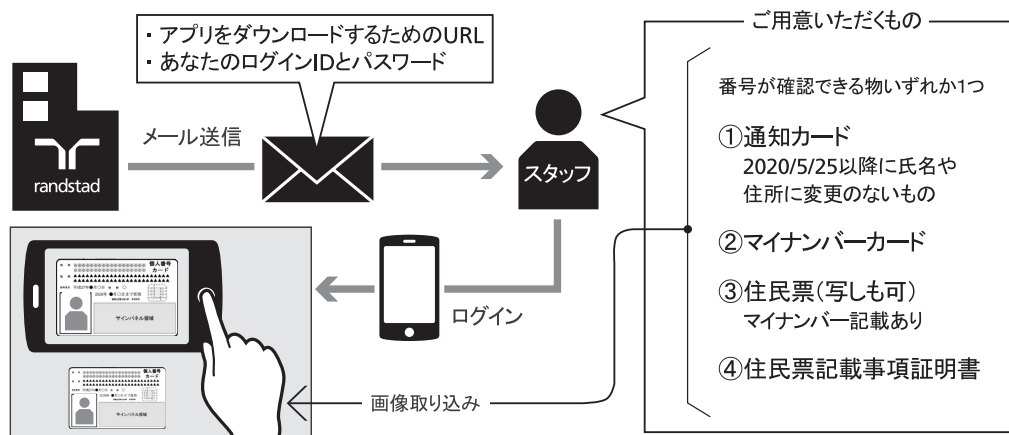 ・アプリをダウンロードするためのURL
・あなたのログインIDとパスワード
randstad
メール送信
スタッフ
ログイン
個人番号
カード
サインパネル領域
個人番号
カード
サインパネル領域
画像取り込み
ご用意いただくもの
番号が確認できる物いずれか1つ
①通知カード
2020/5/25以降に氏名や
住所に変更のないもの
②マイナンバーカード
③住民票(写しも可)
マイナンバー記載あり
④住民票記載事項証明書